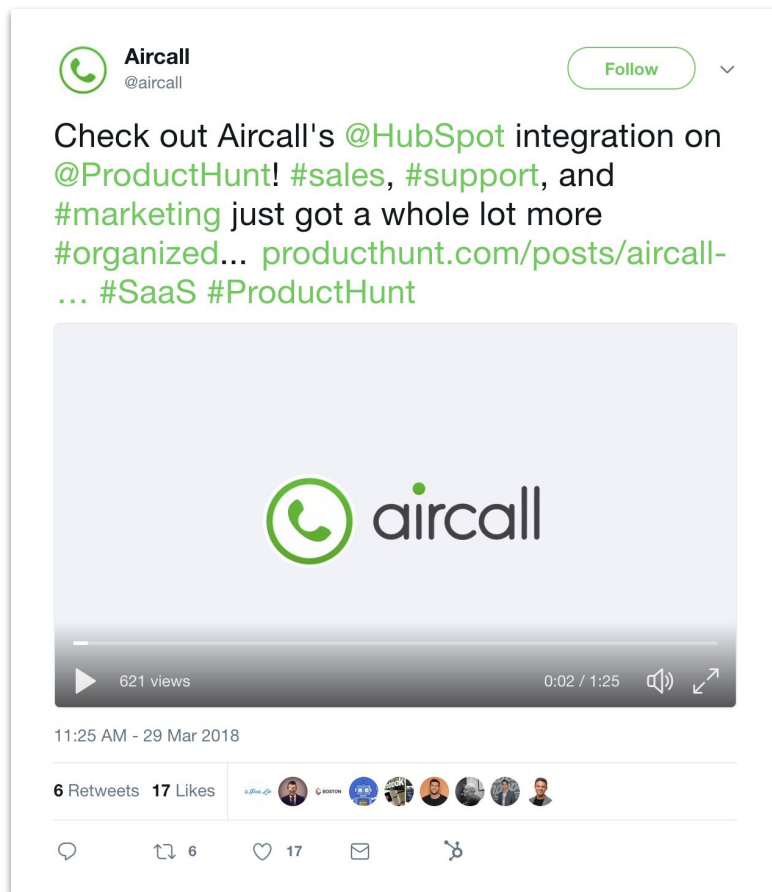 Aircall
@aircall
Follow
Check out Aircall's @HubSpot integration on
@ProductHunt! #sales, #support, and
#marketing just got a whole lot more
#organized... producthunt.com/posts/aircall-
... #SaaS #ProductHunt
aircall
621 views
0:02 / 1:25
11:25 AM - 29 Mar 2018
6 Retweets 17 Likes
BOSTON
6
17